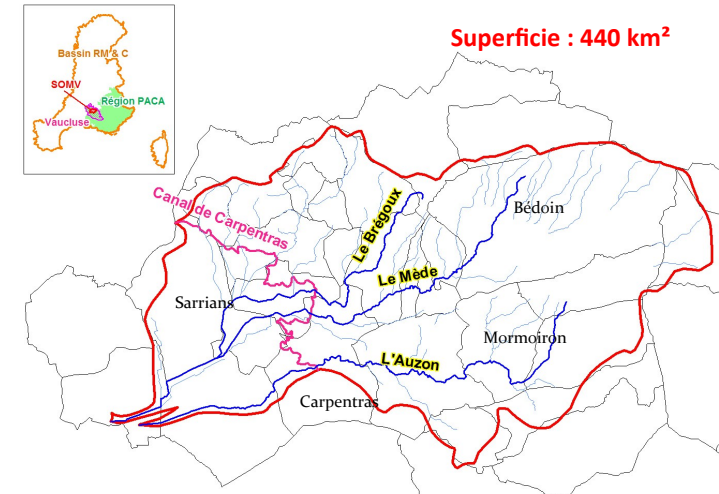 Superficie : 440 km²
Bassin RM & C
SOMV
Région PACA
Vaucluse
Canal de Carpentras
Le Brégoux
Bédoin
Le Mède
Sarrians
Mormoiron
L'Auzon
Carpentras